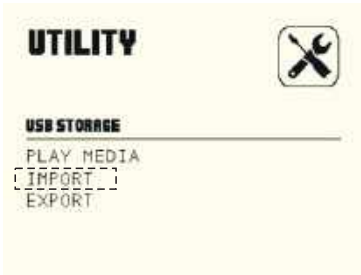 UTILITY
USB STORAGE
PLAY MEDIA
IMPORT
EXPORT